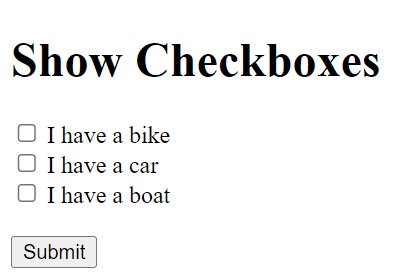 Show Checkboxes
I have a bike
I have a car
I have a boat
Submit